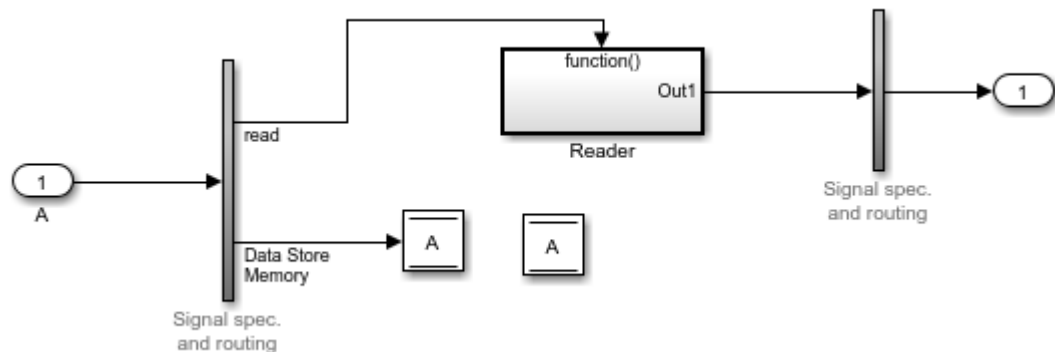 function()
Out1
Reader
read
1
A
Data Store
Memory
A
A
1
Signal spec.
and routing
Signal spec.
and routing